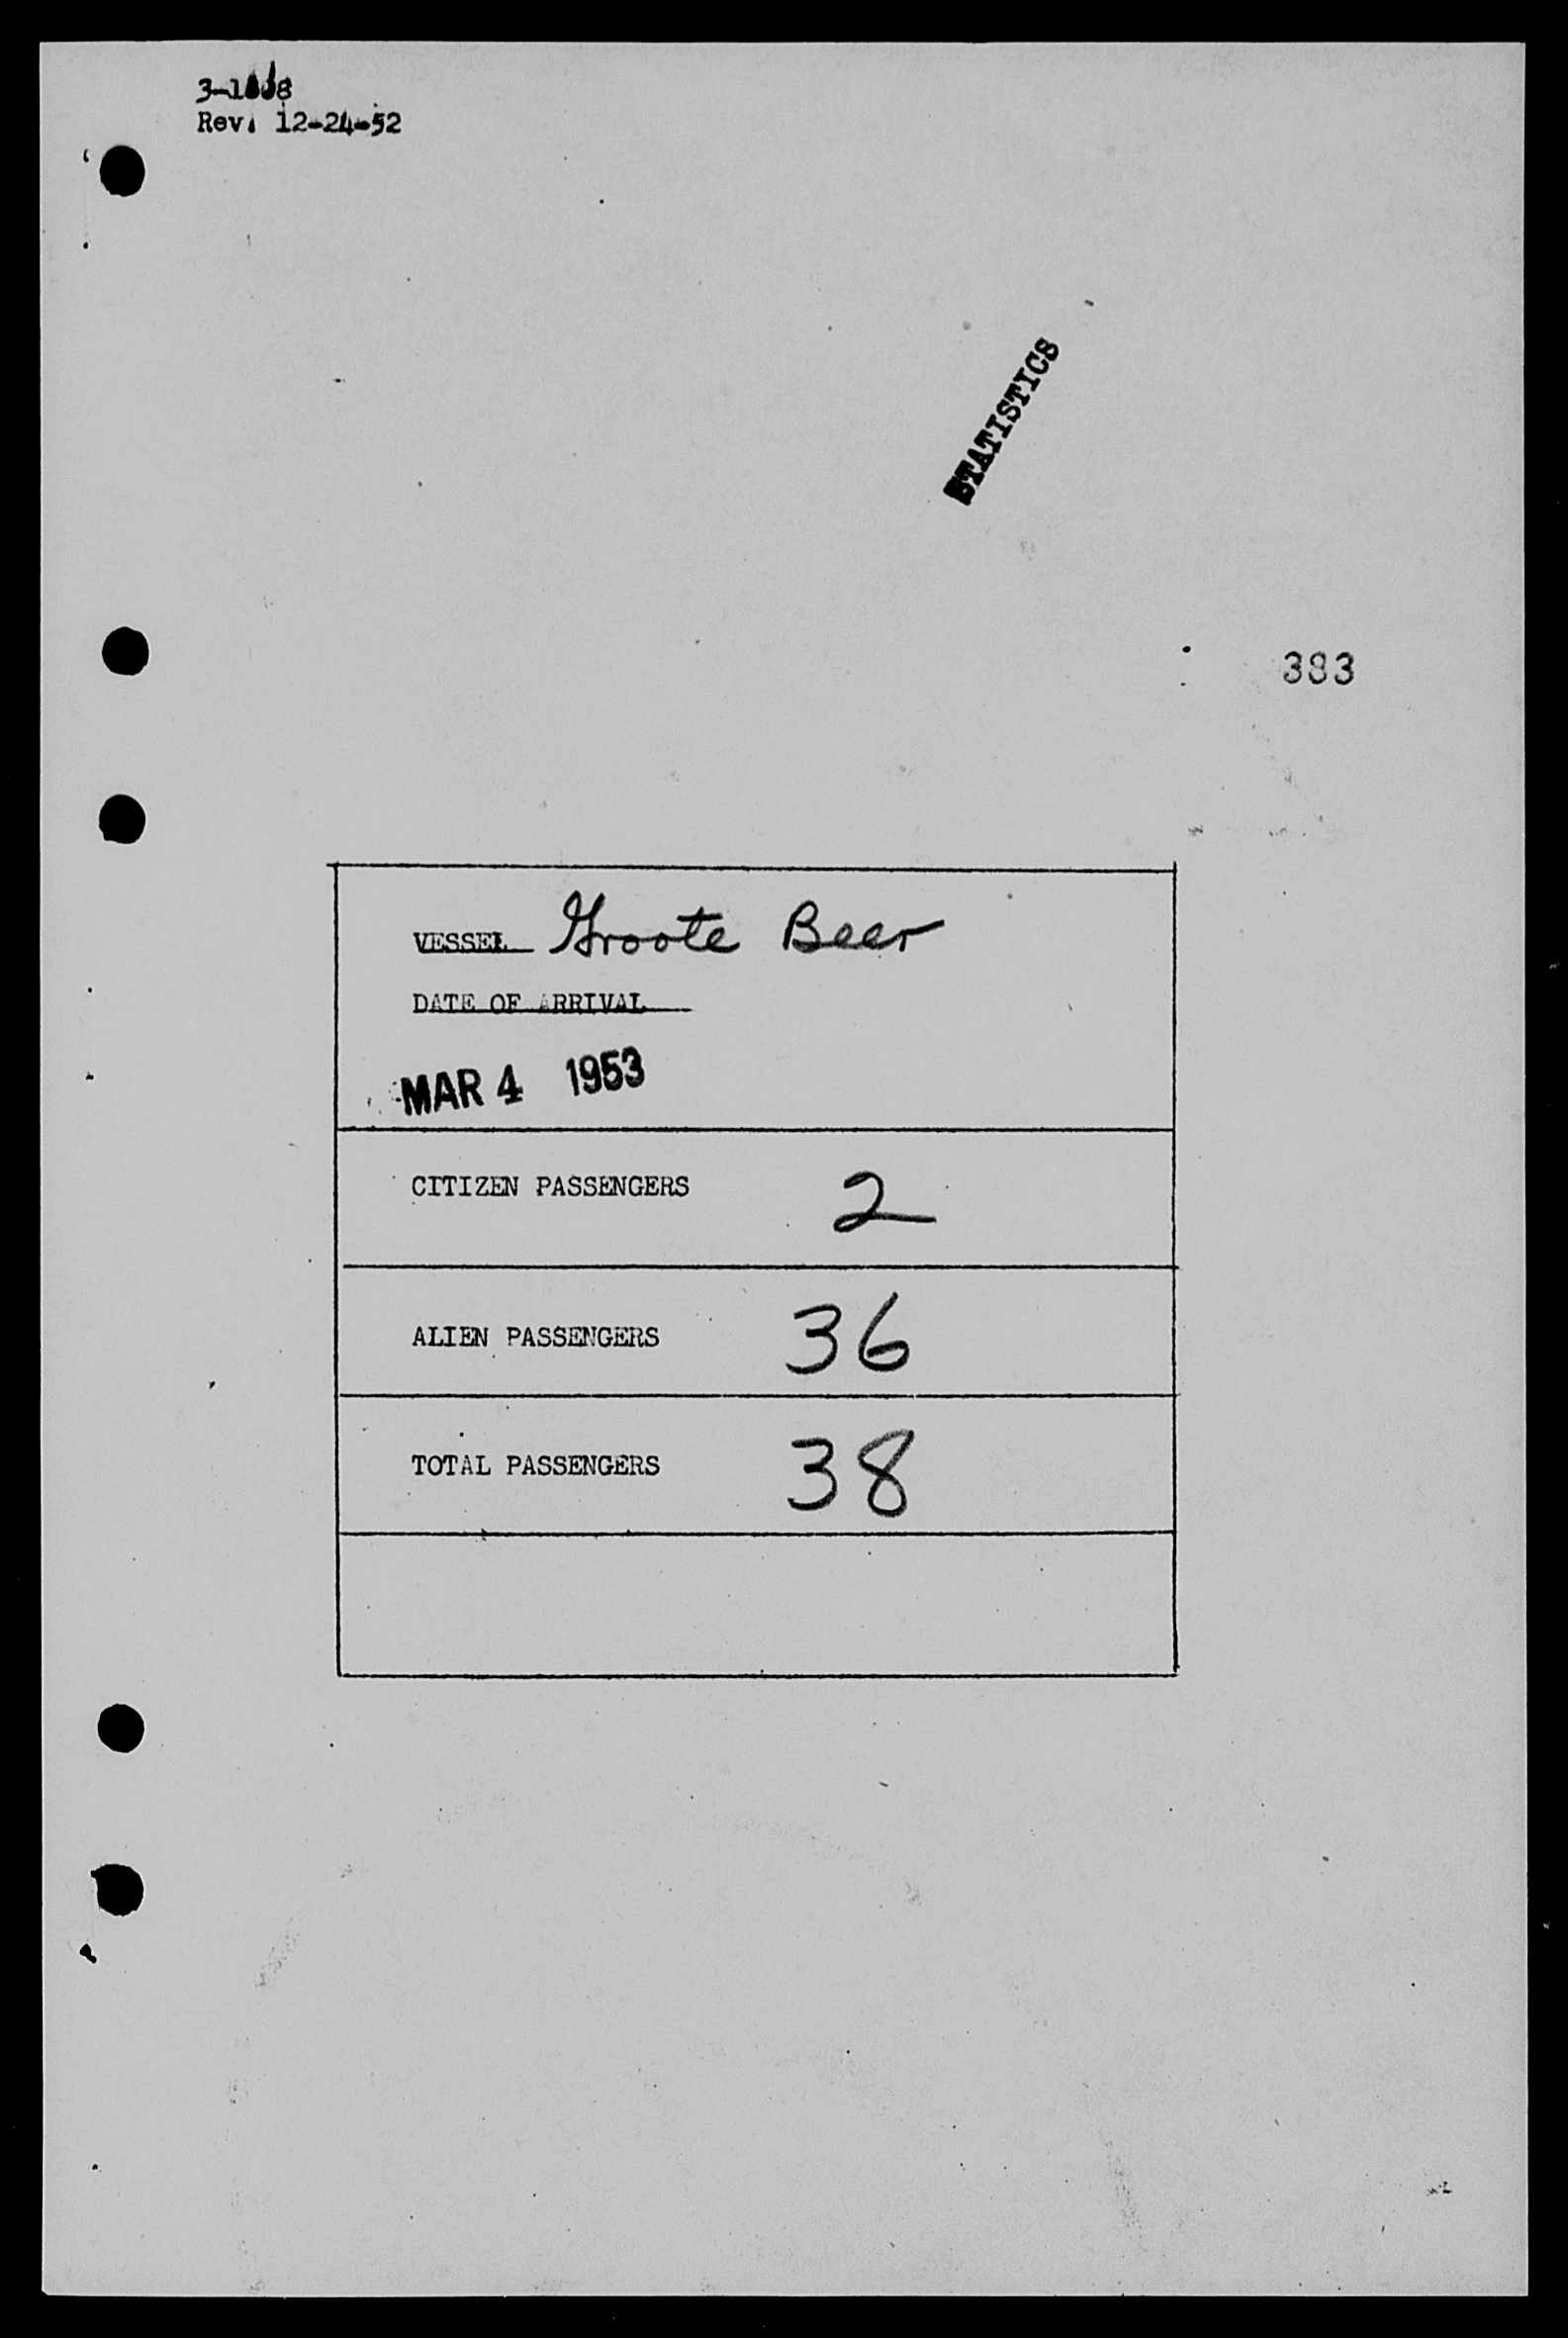 Rev. 12-24-52
STATISTICS
383
VESSEL Groote Beer
DATE OF ARRIVAL
MAR 4 1953
CITIZEN PASSENGERS 2
ALIEN PASSENGERS 36
TOTAL PASSENGERS 38